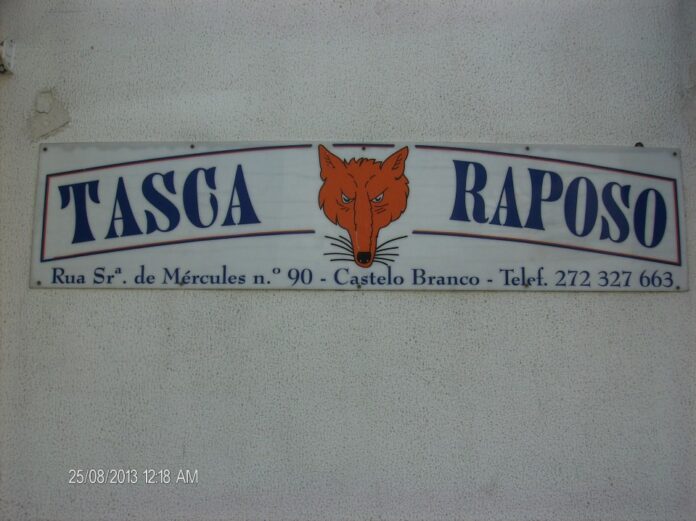 TASCA RAPOSO
Rua Srª. de Mércules n.º 90 - Castelo Branco - Telef. 272 327 663
25/08/2013 12:18 AM